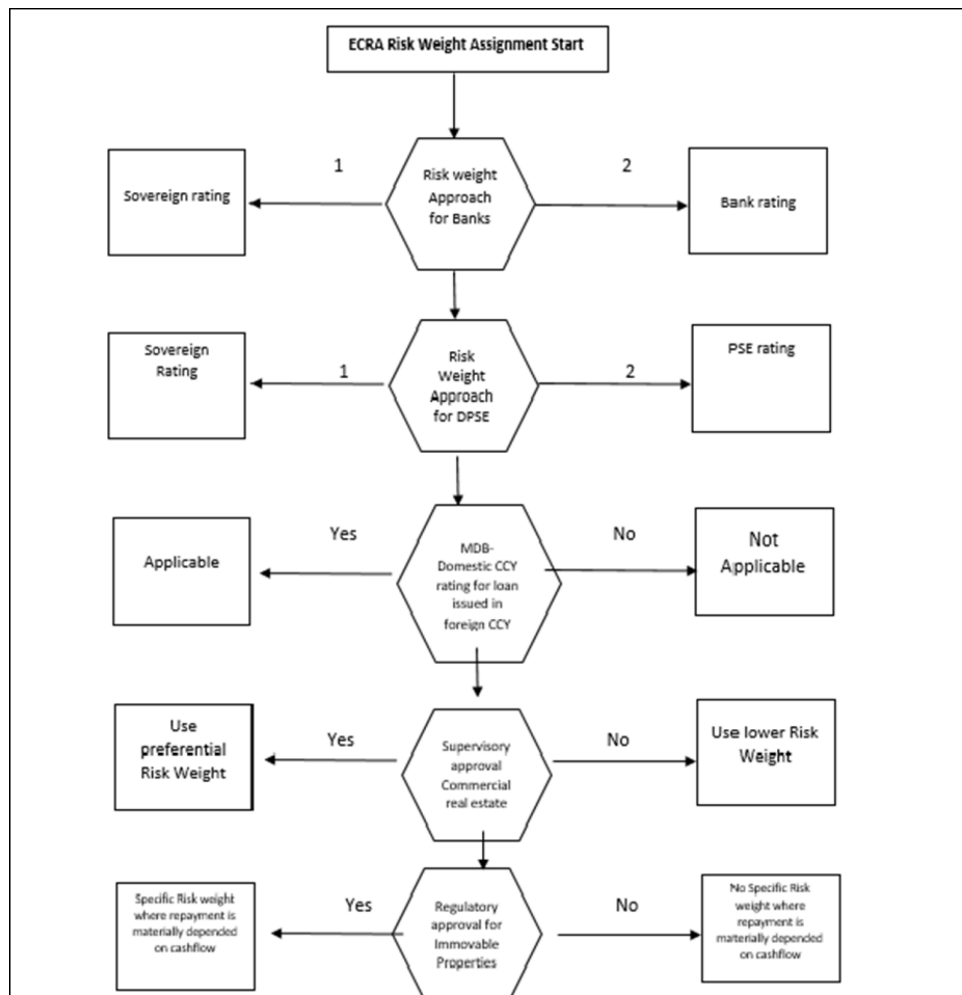 ECRA Risk Weight Assignment Start
1
2
Sovereign rating
Risk weight
Approach
for Banks
Bank rating
Sovereign
Rating
1
Risk
Weight
Approach
for DPSE
2
PSE rating
Applicable
Yes
MDB-
Domestic CCY
rating for loan
issued in
foreign CCY
No
Not
Applicable
Use
preferential
Risk Weight
Yes
Supervisory
approval
Commercial
real estate
No
Use lower Risk
Weight
Specific Risk weight
where repayment is
materially depended
on cashflow
Yes
Regulatory
approval for
Immovable
Properties
No
No Specific Risk
weight where
repayment is
materially depended
on cashflow